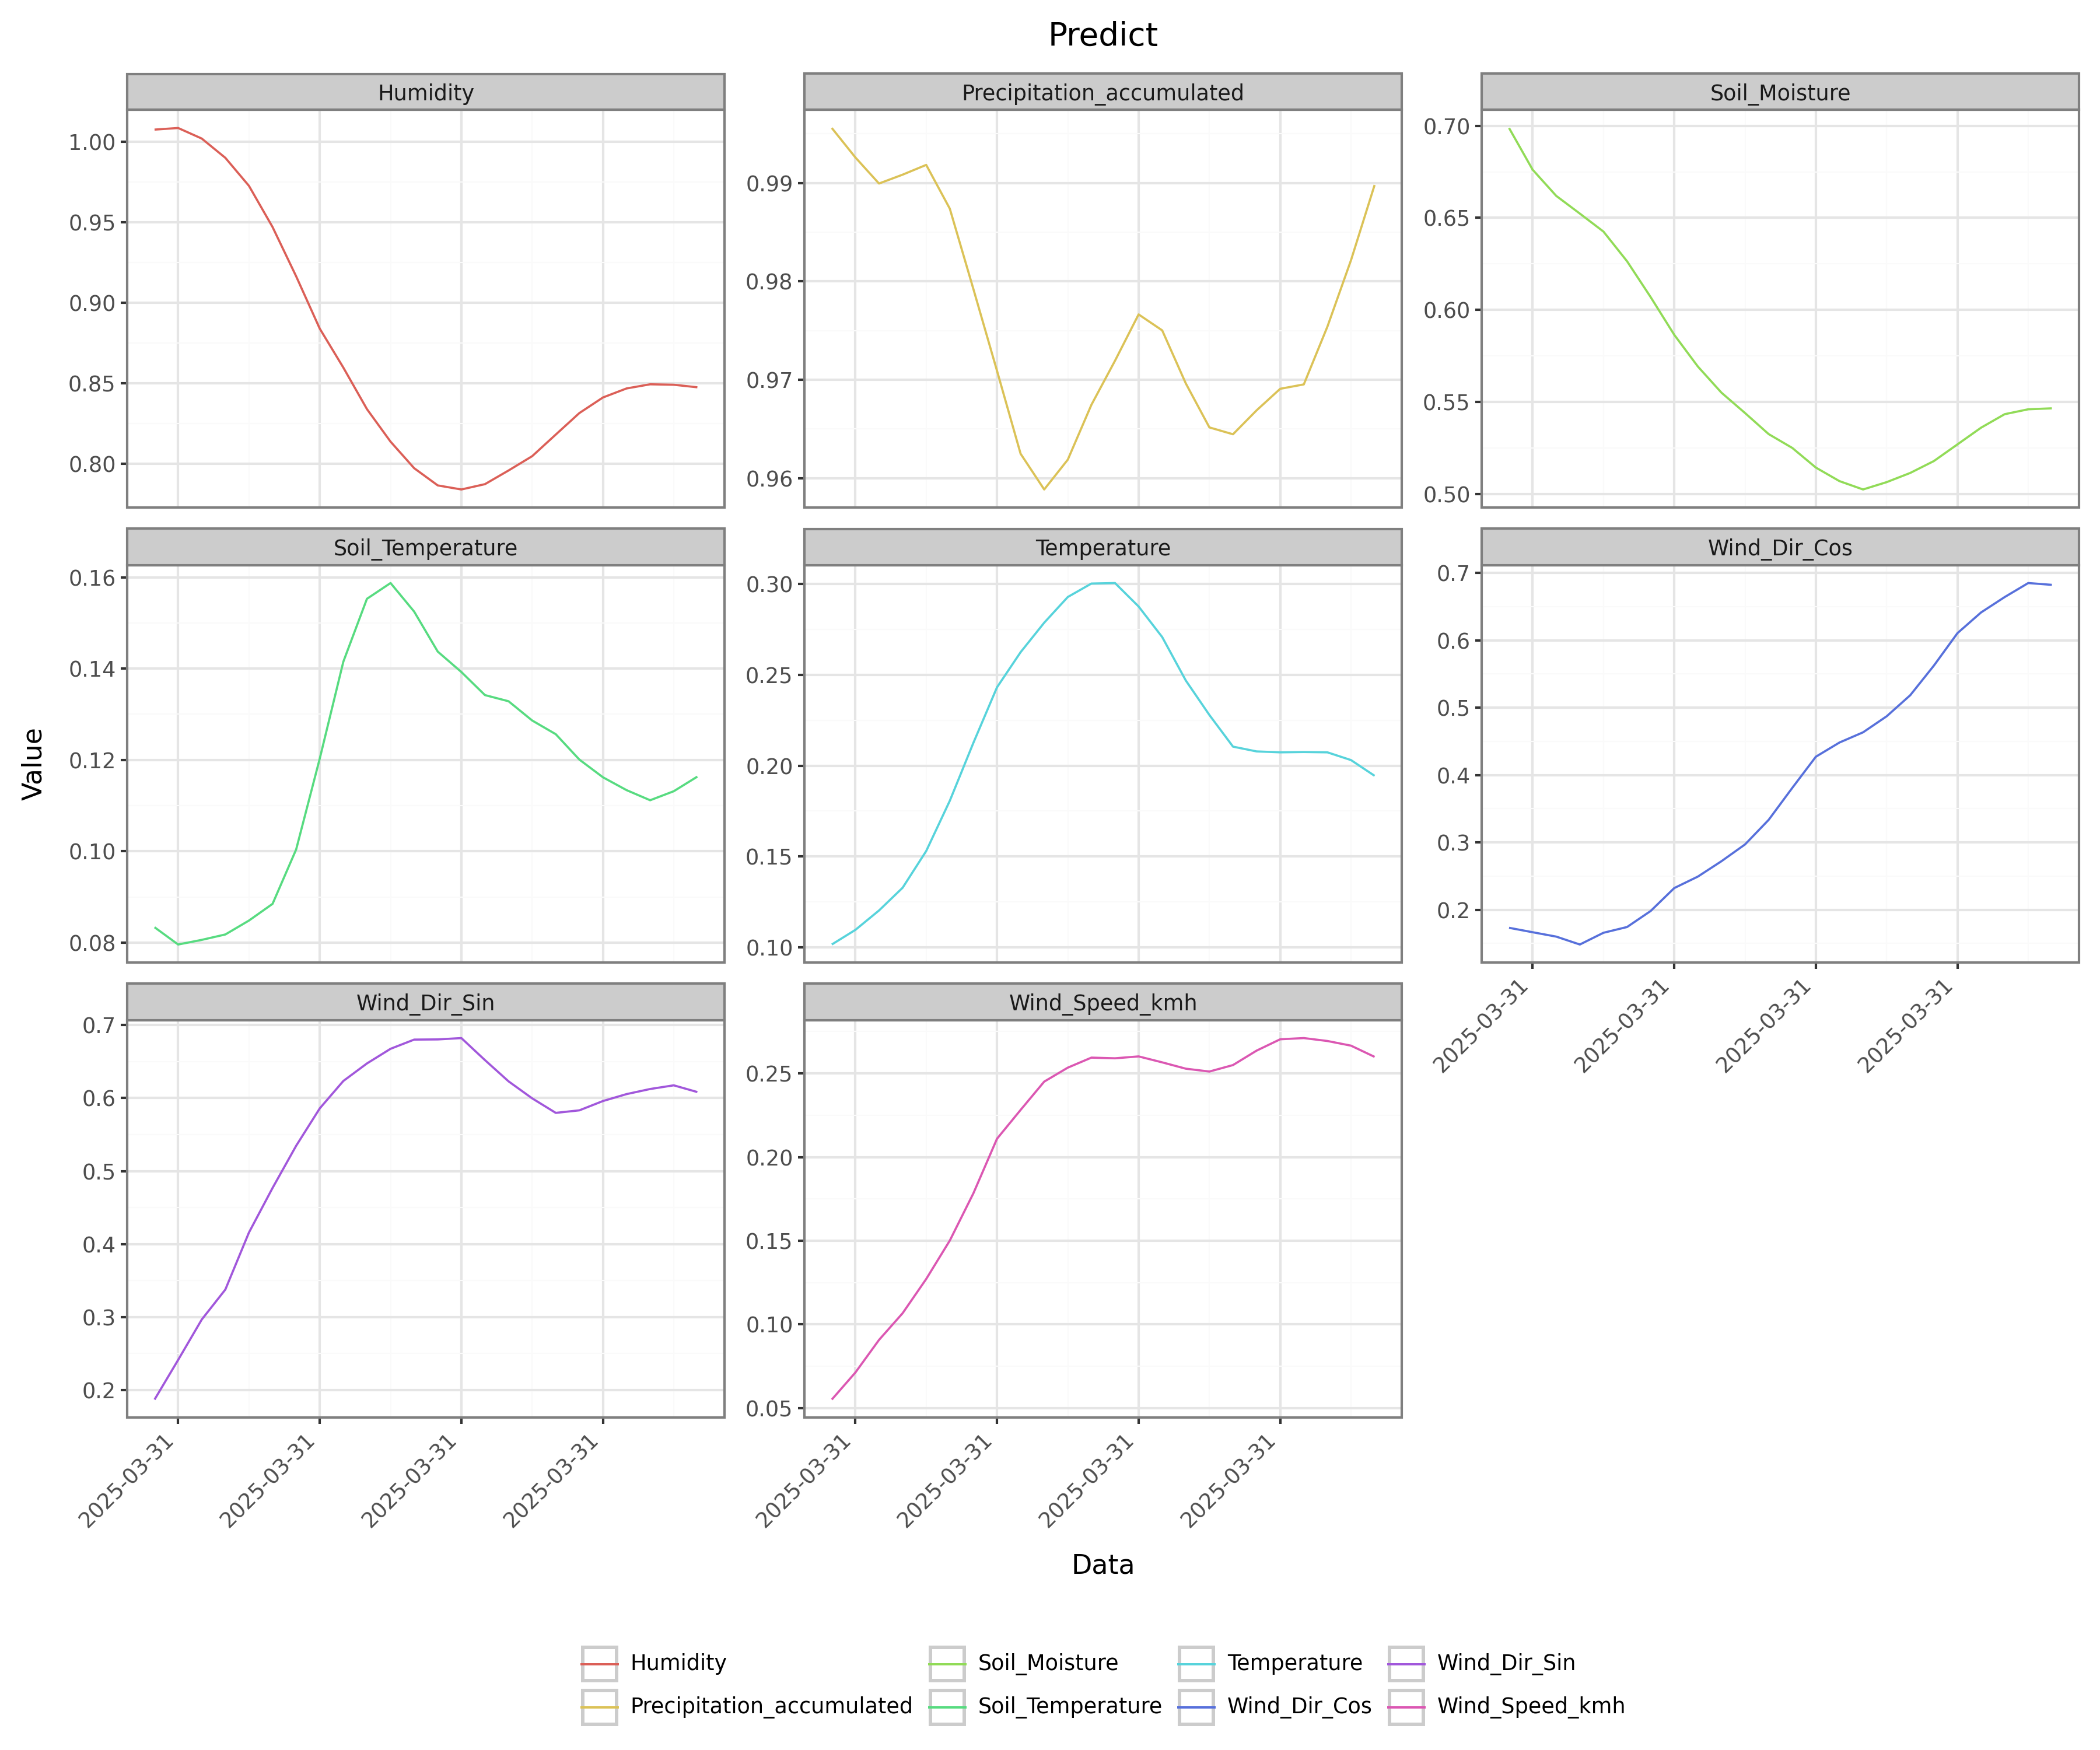 Predict
Humidity
Precipitation_accumulated
Soil_Moisture
1.00
0.95
0.90
0.85
0.80
0.99
0.98
0.97
0.96
0.70
0.65
0.60
0.55
0.50
Soil_Temperature
Temperature
Wind_Dir_Cos
0.16
0.14
0.12
0.10
0.08
0.30
0.25
0.20
0.15
0.10
0.7
0.6
0.5
0.4
0.3
0.2
2025-03-31
2025-03-31
2025-03-31
2025-03-31
Value
Wind_Dir_Sin
Wind_Speed_kmh
0.7
0.6
0.5
0.4
0.3
0.2
0.25
0.20
0.15
0.10
0.05
2025-03-31
2025-03-31
2025-03-31
2025-03-31
2025-03-31
2025-03-31
2025-03-31
2025-03-31
Data
Humidity
Soil_Moisture
Temperature
Wind_Dir_Sin
Precipitation_accumulated
Soil_Temperature
Wind_Dir_Cos
Wind_Speed_kmh